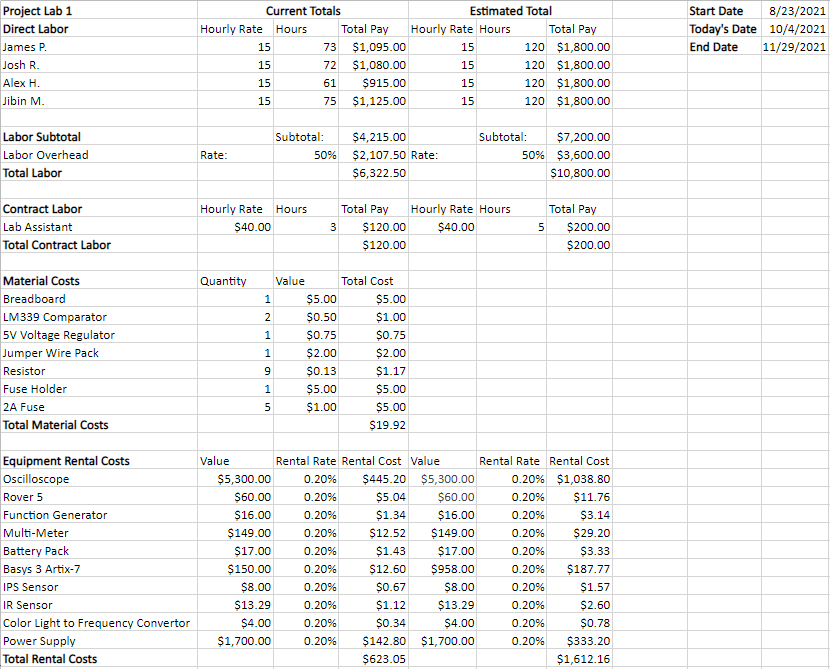 Project Lab 1 Current Totals Estimated Total Start Date 8/23/2021
Direct Labor Hourly Rate Hours Total Pay Hourly Rate Hours Total Pay Today's Date 10/4/2021
James P. 15 73 $1,095.00 15 120 $1,800.00 End Date 11/29/2021
Josh R. 15 72 $1,080.00 15 120 $1,800.00
Alex H. 15 61 $915.00 15 120 $1,800.00
Jibin M. 15 75 $1,125.00 15 120 $1,800.00
Labor Subtotal Subtotal: $4,215.00 Subtotal: $7,200.00
Labor Overhead Rate: 50% $2,107.50 Rate: 50% $3,600.00
Total Labor $6,322.50 $10,800.00
Contract Labor Hourly Rate Hours Total Pay Hourly Rate Hours Total Pay
Lab Assistant $40.00 3 $120.00 $40.00 5 $200.00
Total Contract Labor $120.00 $200.00
Material Costs Quantity Value Total Cost
Breadboard 1 $5.00 $5.00
LM339 Comparator 2 $0.50 $1.00
5V Voltage Regulator 1 $0.75 $0.75
Jumper Wire Pack 1 $2.00 $2.00
Resistor 9 $0.13 $1.17
Fuse Holder 1 $5.00 $5.00
2A Fuse 5 $1.00 $5.00
Total Material Costs $19.92
Equipment Rental Costs Value Rental Rate Rental Cost Value Rental Rate Rental Cost
Oscilloscope $5,300.00 0.20% $445.20 $5,300.00 0.20% $1,038.80
Rover 5 $60.00 0.20% $5.04 $60.00 0.20% $11.76
Function Generator $16.00 0.20% $1.34 $16.00 0.20% $3.14
Multi-Meter $149.00 0.20% $12.52 $149.00 0.20% $29.20
Battery Pack $17.00 0.20% $1.43 $17.00 0.20% $3.33
Basys 3 Artix-7 $150.00 0.20% $12.60 $958.00 0.20% $187.77
IPS Sensor $8.00 0.20% $0.67 $8.00 0.20% $1.57
IR Sensor $13.29 0.20% $1.12 $13.29 0.20% $2.60
Color Light to Frequency Convertor $4.00 0.20% $0.34 $4.00 0.20% $0.78
Power Supply $1,700.00 0.20% $142.80 $1,700.00 0.20% $333.20
Total Rental Costs $623.05 $1,612.16